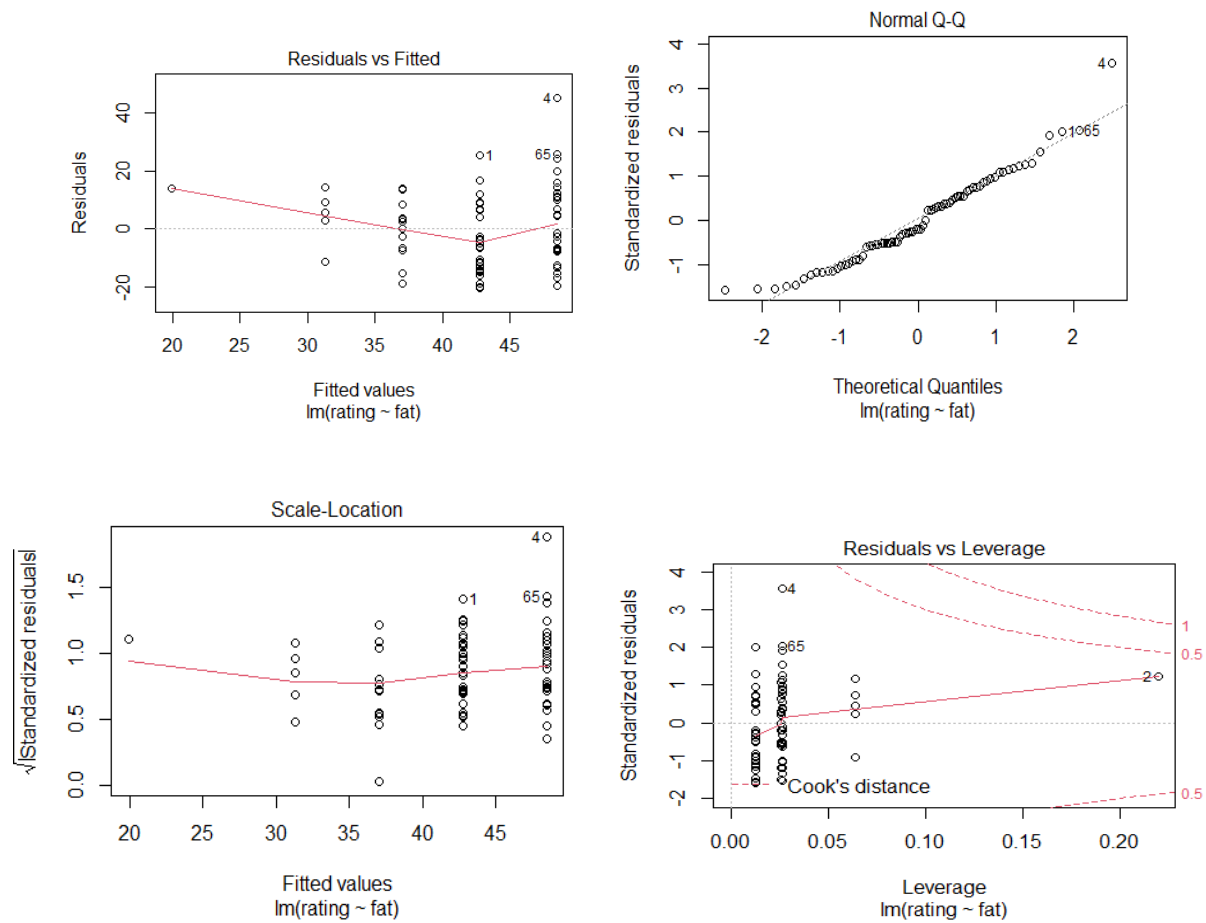 Residuals vs Fitted
Residuals
40
20
0
-20
4
1
65
20 25 30 35 40 45
Fitted values
lm(rating ~ fat)
Normal Q-Q
Standardized residuals
4
3
2
1
0
-1
4
1 65
-2 -1 0 1 2
Theoretical Quantiles
lm(rating ~ fat)
Scale-Location
√|Standardized residuals|
1.5
1.0
0.5
0.0
4
1
65
20 25 30 35 40 45
Fitted values
lm(rating ~ fat)
Residuals vs Leverage
Standardized residuals
4
3
2
1
0
-1
-2
4
65
2
1
0.5
0.5
Cook's distance
0.00 0.05 0.10 0.15 0.20
Leverage
lm(rating ~ fat)